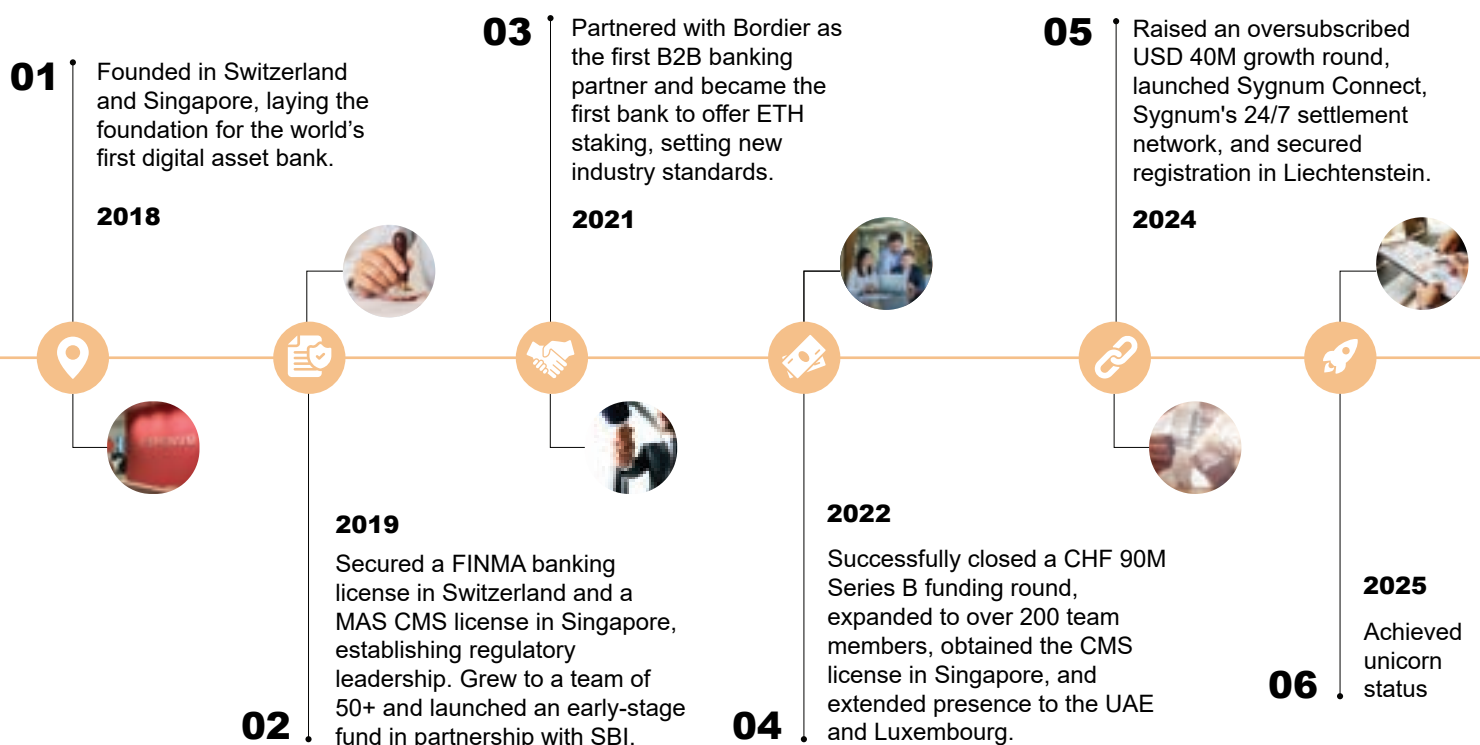 01
Founded in Switzerland
and Singapore, laying the
foundation for the world's
first digital asset bank.
2018
02
2019
Secured a FINMA banking
license in Switzerland and a
MAS CMS license in Singapore,
establishing regulatory
leadership. Grew to a team of
50+ and launched an early-stage
fund in partnership with SBI.
03
Partnered with Bordier as
the first B2B banking
partner and became the
first bank to offer ETH
staking, setting new
industry standards.
2021
04
2022
Successfully closed a CHF 90M
Series B funding round,
expanded to over 200 team
members, obtained the CMS
license in Singapore, and
extended presence to the UAE
and Luxembourg.
05
Raised an oversubscribed
USD 40M growth round,
launched Sygnum Connect,
Sygnum's 24/7 settlement
network, and secured
registration in Liechtenstein.
2024
06
2025
Achieved
unicorn
status